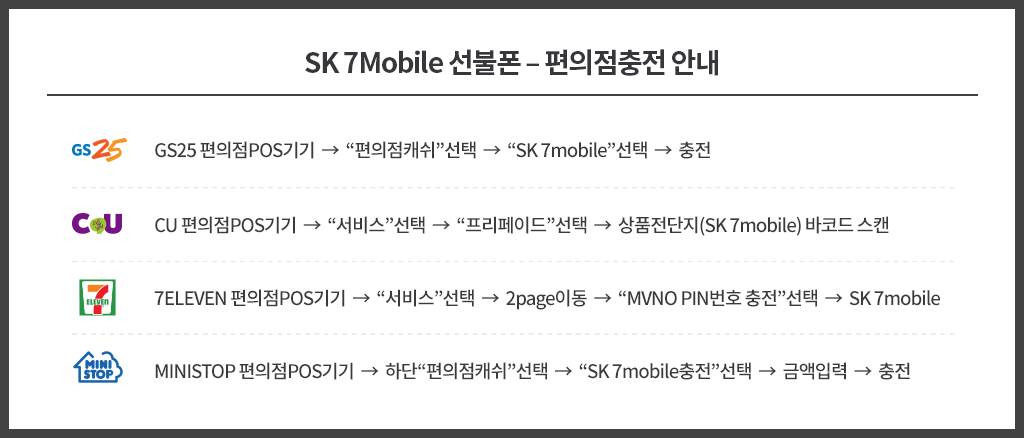 SK 7Mobile 선불폰 – 편의점충전 안내
GS25 GS25 편의점POS기기 → “편의점캐쉬”선택 → “SK 7mobile”선택 → 충전
CU CU 편의점POS기기 → “서비스”선택 → “프리페이드”선택 → 상품전단지(SK 7mobile) 바코드 스캔
7 ELEVEN 7ELEVEN 편의점POS기기 → “서비스”선택 → 2page이동 → “MVNO PIN번호 충전”선택 → SK 7mobile
MINI STOP MINISTOP 편의점POS기기 → 하단“편의점캐쉬”선택 → “SK 7mobile충전”선택 → 금액입력 → 충전